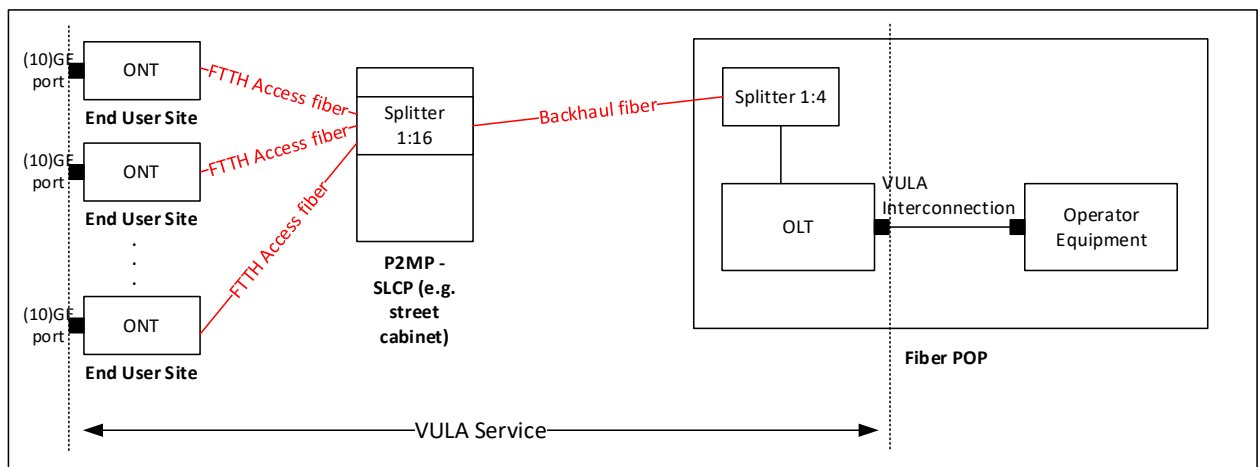 (10)GE
port
ONT
End User Site
FTTH Access fiber
(10)GE
port
ONT
End User Site
FTTH Access fiber
(10)GE
port
ONT
End User Site
FTTH Access fiber
Splitter
1:16
P2MP -
SLCP (e.g.
street
cabinet)
Backhaul fiber
Splitter 1:4
OLT
VULA
Interconnection
Operator
Equipment
Fiber POP
VULA Service